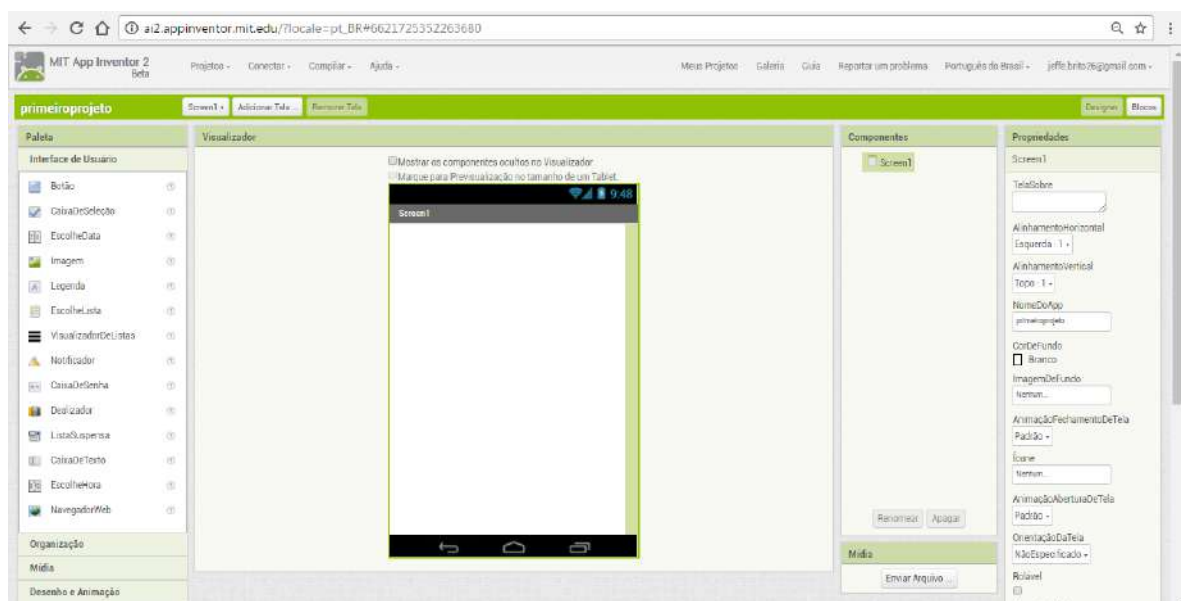 ai2.appinventor.mit.edu/?locale=pt_BR#6621725352263680
MIT App Inventor 2
Beta
Projetos
Conectar
Compilar
Ajuda
Meus Projetos
Galeria
Guia
Reportar um problema
Português do Brasil
jeffe.brito26@gmail.com
primeiroprojeto
Screen1
Adicionar Tela ...
Remover Tela
Designer
Blocos
Paleta
Interface de Usuário
Botão
CaixaDeSeleção
EscolheData
Imagem
Legenda
EscolheLista
VisualizadorDeListas
Notificador
CaixaDeSenha
Deslizador
ListaSuspensa
CaixaDeTexto
EscolheHora
NavegadorWeb
Organização
Mídia
Desenho e Animação
Visualizador
Mostrar os componentes ocultos no Visualizador
Marque para Previsualização no tamanho de um Tablet.
9:48
Screen1
Componentes
Screen1
Renomear
Apagar
Mídia
Enviar Arquivo ...
Propriedades
Screen1
TelaSobre
AlinhamentoHorizontal
Esquerda : 1
AlinhamentoVertical
Topo : 1
NomeDoApp
primeiroprojeto
CorDeFundo
Branco
ImagemDeFundo
Nenhum...
AnimaçãoFechamentoDeTela
Padrão
Ícone
Nenhum...
AnimaçãoAberturaDeTela
Padrão
OrientaçãoDaTela
NãoEspecificado
Rolável